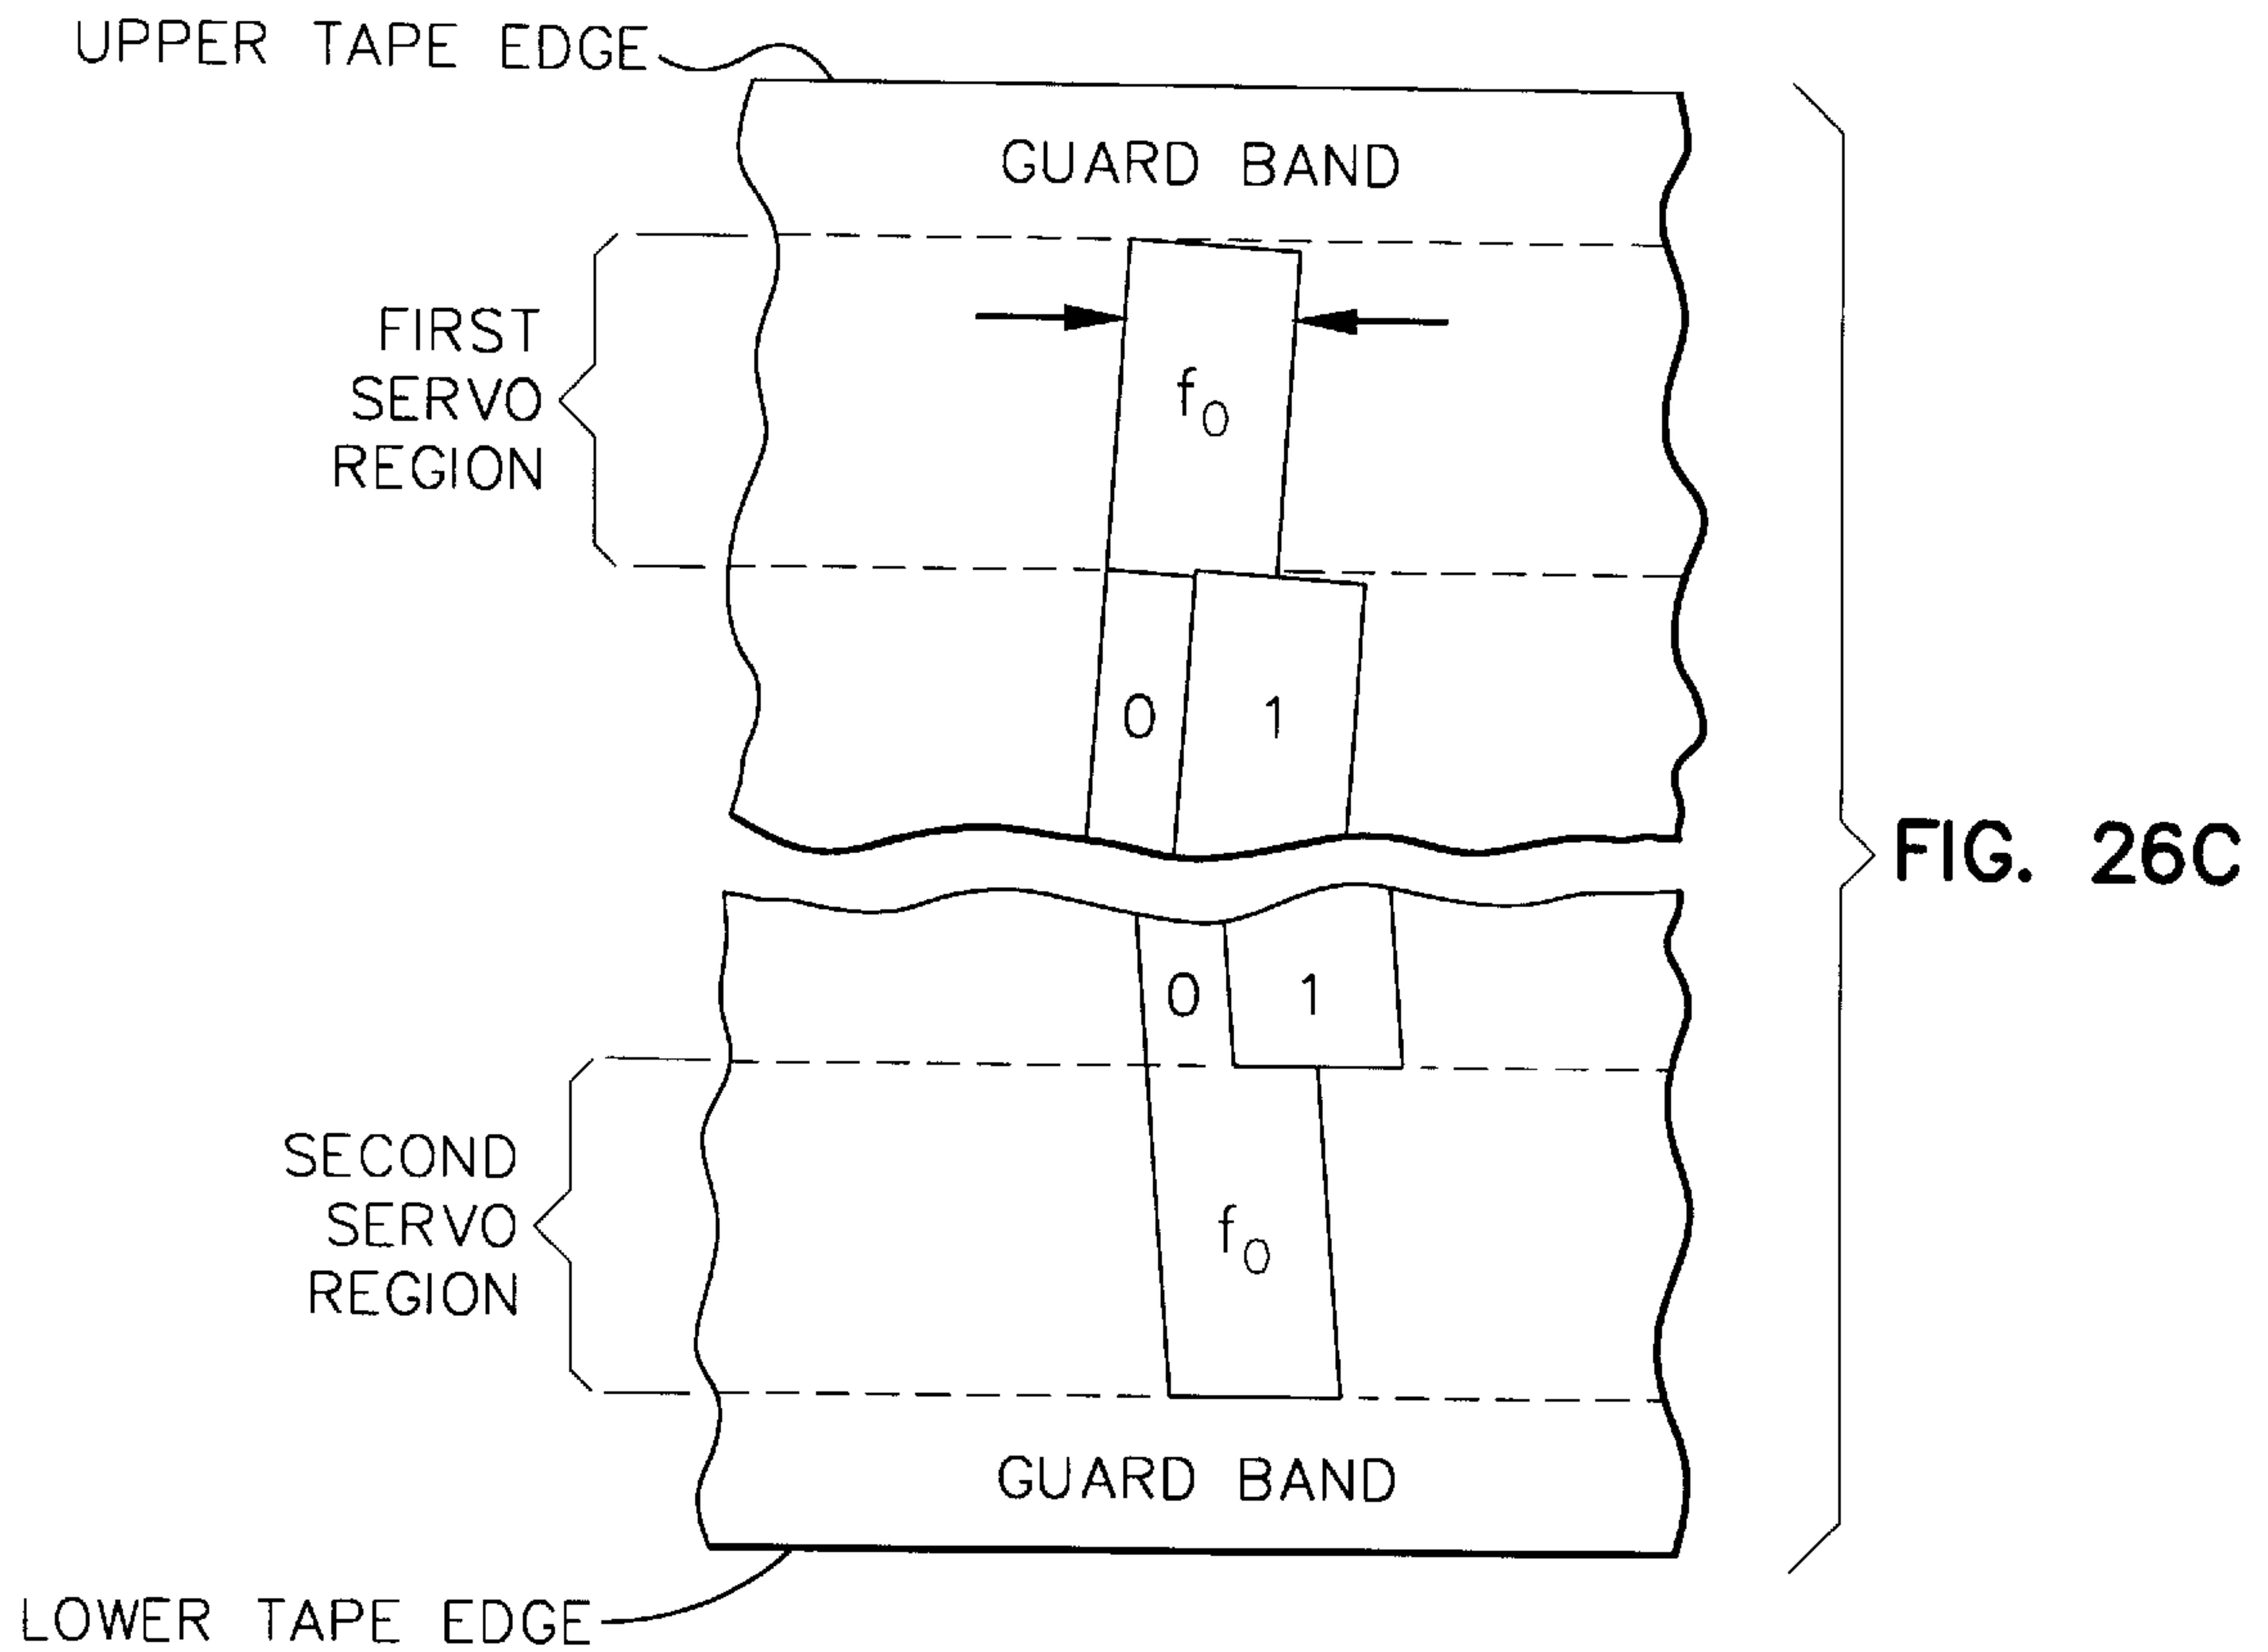 UPPER TAPE EDGE
GUARD BAND
FIRST
SERVO
REGION
f0
0 1
FIG. 26C
0 1
SECOND
SERVO
REGION
f0
GUARD BAND
LOWER TAPE EDGE